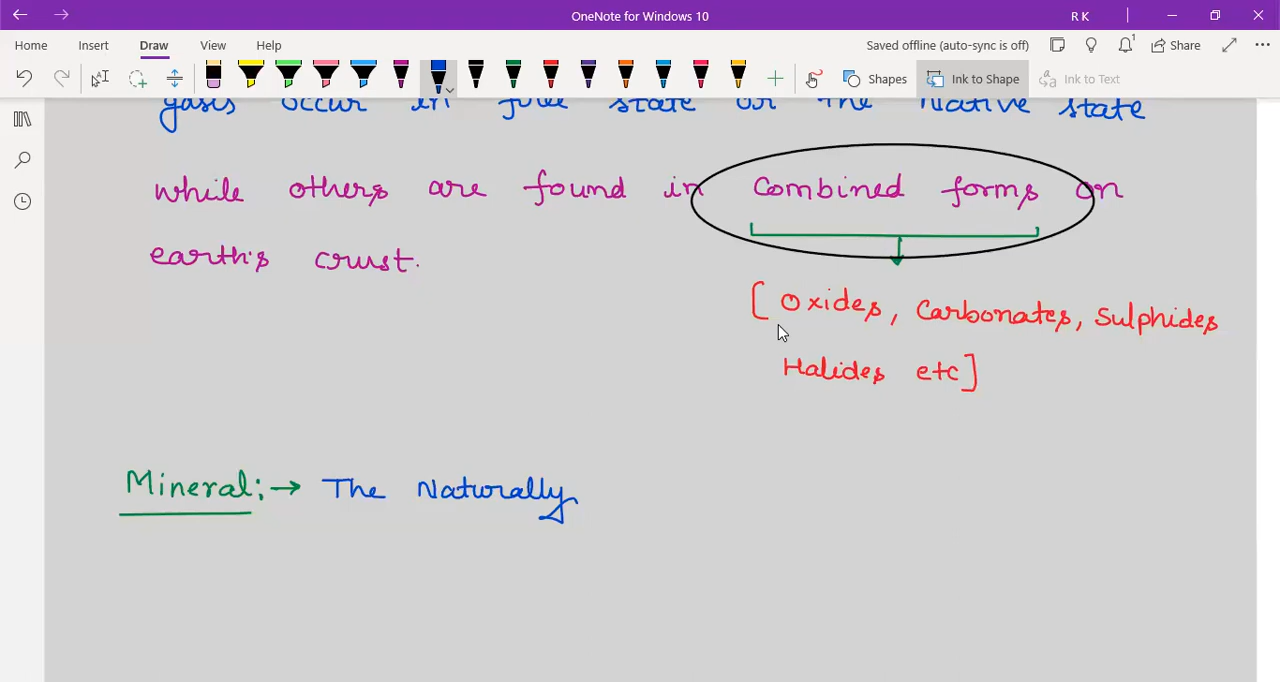 OneNote for Windows 10
R K
Home Insert Draw View Help
Saved offline (auto-sync is off)
1
Share
Shapes
Ink to Shape
Ink to Text
gases occur in free state or the Native state
while others are found in Combined forms on
earth's crust.
[ Oxides, Carbonates, Sulphides
Halides etc ]
Mineral :→ The Naturally